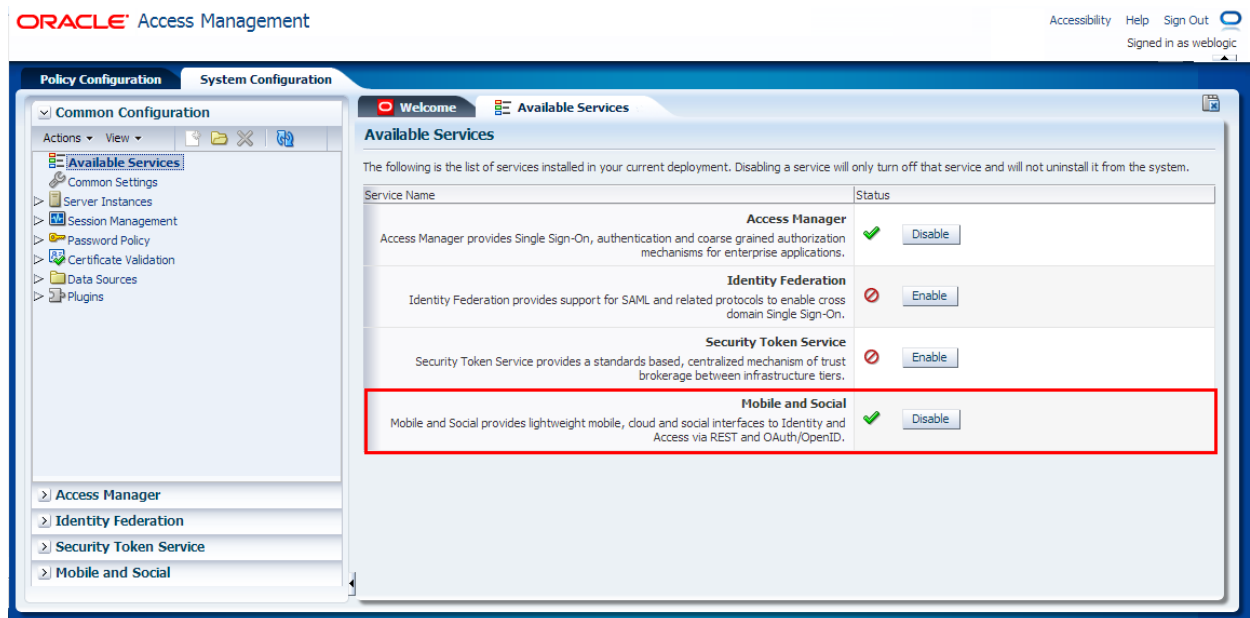 ORACLE Access Management
Accessibility Help Sign Out
Signed in as weblogic
Policy Configuration System Configuration
Common Configuration
Actions View
Available Services
Common Settings
Server Instances
Session Management
Password Policy
Certificate Validation
Data Sources
Plugins
Access Manager
Identity Federation
Security Token Service
Mobile and Social
Welcome Available Services
Available Services
The following is the list of services installed in your current deployment. Disabling a service will only turn off that service and will not uninstall it from the system.
Service Name Status
Access Manager
Access Manager provides Single Sign-On, authentication and coarse grained authorization
mechanisms for enterprise applications.
Disable
Identity Federation
Identity Federation provides support for SAML and related protocols to enable cross
domain Single Sign-On.
Enable
Security Token Service
Security Token Service provides a standards based, centralized mechanism of trust
brokerage between infrastructure tiers.
Enable
Mobile and Social
Mobile and Social provides lightweight mobile, cloud and social interfaces to Identity and
Access via REST and OAuth/OpenID.
Disable